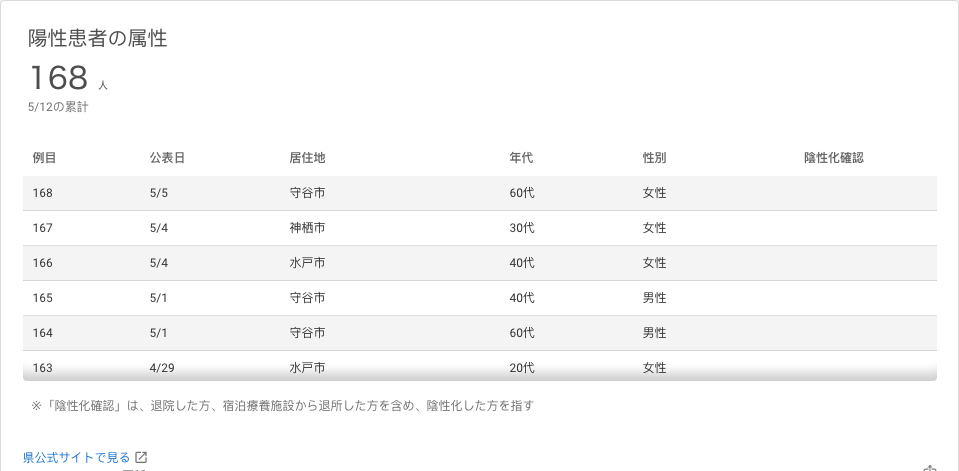 陽性患者の属性
168 人
5/12の累計
例目 公表日 居住地 年代 性別 陰性化確認
168 5/5 守谷市 60代 女性
167 5/4 神栖市 30代 女性
166 5/4 水戸市 40代 女性
165 5/1 守谷市 40代 男性
164 5/1 守谷市 60代 男性
163 4/29 水戸市 20代 女性
※「陰性化確認」は、退院した方、宿泊療養施設から退所した方を含め、陰性化した方を指す
県公式サイトで見る